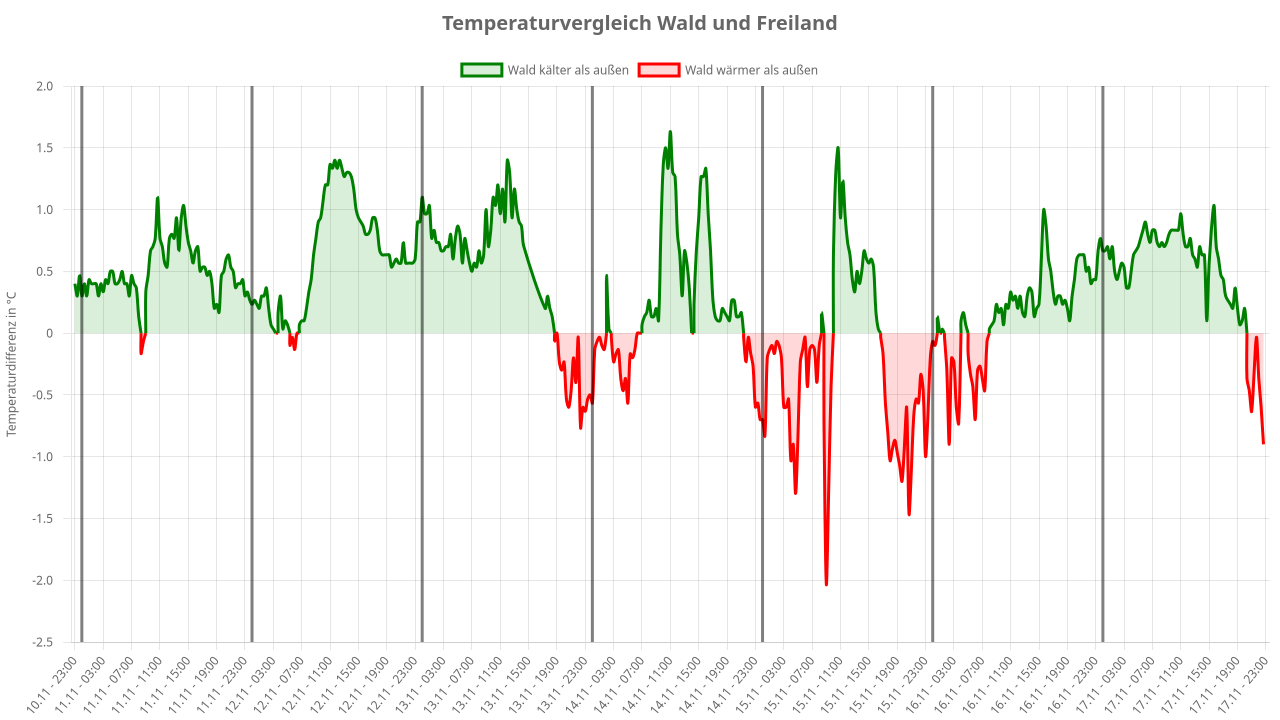 Temperaturvergleich Wald und Freiland
Wald kälter als außen
Wald wärmer als außen
Temperaturdifferenz in °C
2.0
1.5
1.0
0.5
0
-0.5
-1.0
-1.5
-2.0
-2.5
10.11 - 23:00
11.11 - 03:00
11.11 - 07:00
11.11 - 11:00
11.11 - 15:00
11.11 - 19:00
11.11 - 23:00
12.11 - 03:00
12.11 - 07:00
12.11 - 11:00
12.11 - 15:00
12.11 - 19:00
12.11 - 23:00
13.11 - 03:00
13.11 - 07:00
13.11 - 11:00
13.11 - 15:00
13.11 - 19:00
13.11 - 23:00
14.11 - 03:00
14.11 - 07:00
14.11 - 11:00
14.11 - 15:00
14.11 - 19:00
14.11 - 23:00
15.11 - 03:00
15.11 - 07:00
15.11 - 11:00
15.11 - 15:00
15.11 - 19:00
15.11 - 23:00
16.11 - 03:00
16.11 - 07:00
16.11 - 11:00
16.11 - 15:00
16.11 - 19:00
16.11 - 23:00
17.11 - 03:00
17.11 - 07:00
17.11 - 11:00
17.11 - 15:00
17.11 - 19:00
17.11 - 23:00